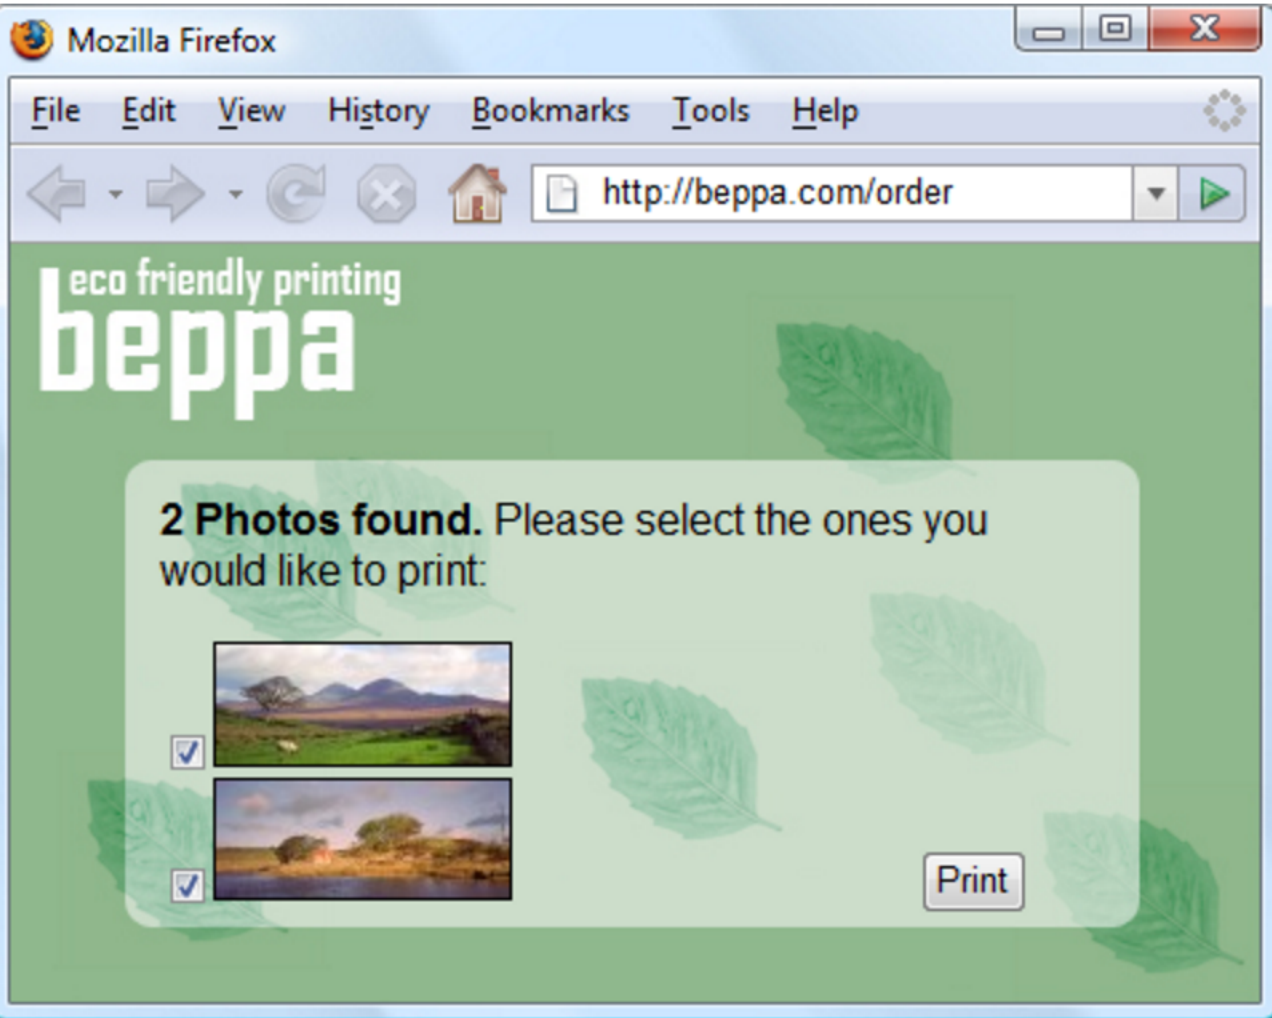 Mozilla Firefox
File Edit View History Bookmarks Tools Help
http://beppa.com/order
eco friendly printing
beppa
2 Photos found. Please select the ones you
would like to print:
Print